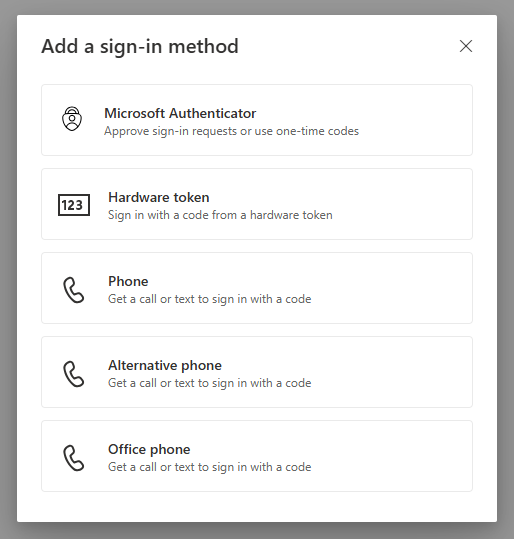 Add a sign-in method
Microsoft Authenticator
Approve sign-in requests or use one-time codes
123
Hardware token
Sign in with a code from a hardware token
Phone
Get a call or text to sign in with a code
Alternative phone
Get a call or text to sign in with a code
Office phone
Get a call or text to sign in with a code